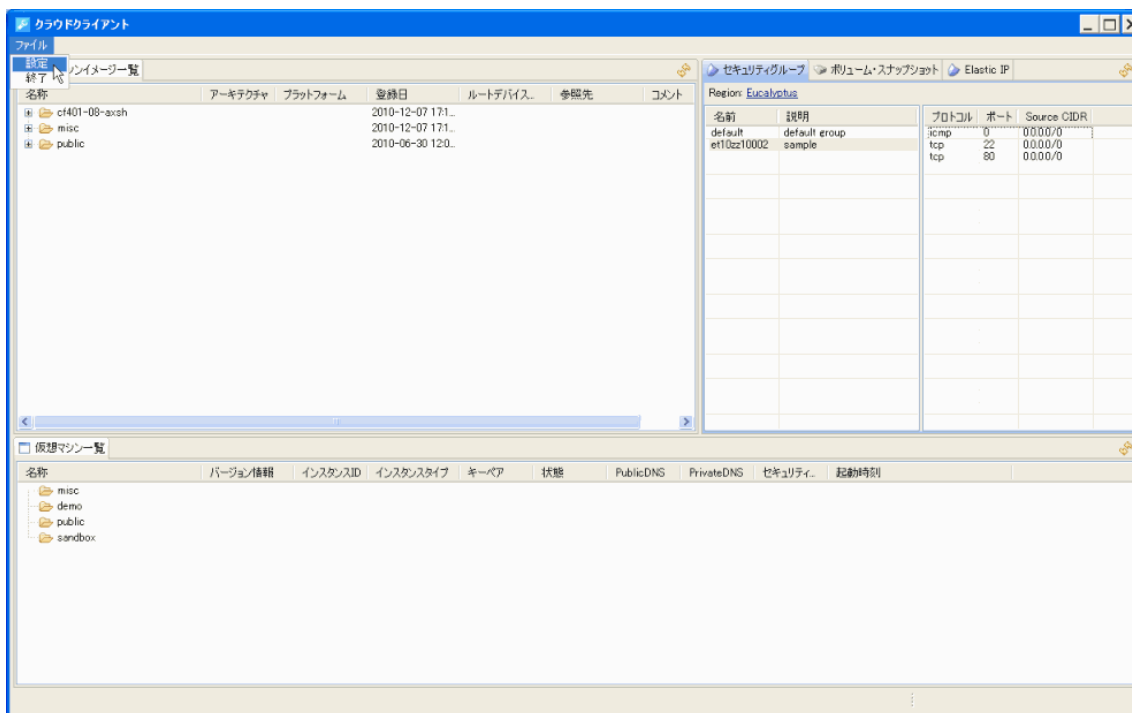 クラウドクライアント
ファイル
設定
終了
ンイメージ一覧
名称 アーキテクチャ プラットフォーム 登録日 ルートデバイス... 参照先 コメント
cf401-08-axsh 2010-12-07 17:1...
misc 2010-12-07 17:1...
public 2010-06-30 12:0...
セキュリティグループ ボリューム・スナップショット Elastic IP
Region: Eucalyptus
名前 説明
default default group
et10zz10002 sample
プロトコル ポート Source CIDR
icmp 0 0.0.0.0/0
tcp 22 0.0.0.0/0
tcp 80 0.0.0.0/0
仮想マシン一覧
名称 バージョン情報 インスタンスID インスタンスタイプ キーペア 状態 PublicDNS PrivateDNS セキュリティ... 起動時刻
misc
demo
public
sandbox